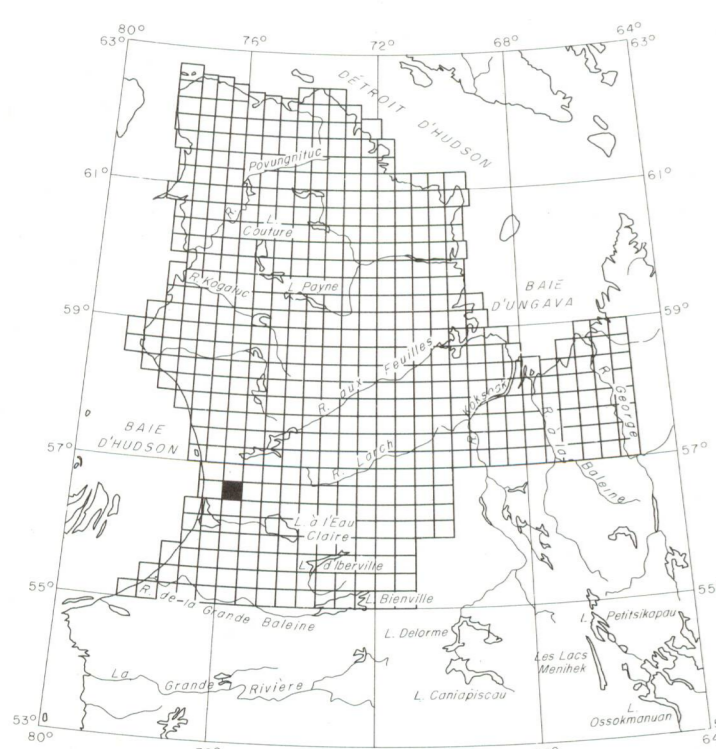 80°
76°
72°
68°
64°
63°
63°
DÉTROIT
D'HUDSON
Povungnituc
R.
61°
61°
L.
Couture
R. Kogaluc
L. Payne
BAIE
D'UNGAVA
59°
59°
R. aux Feuilles
Koksoak
R.
R. à la
Baleine
R.
George
BAIE
D'HUDSON
57°
57°
R. Larch
L. à l'Eau
Claire
L. d'Iberville
55°
55°
R. de-la Grande Baleine
L. Bienville
L. Delorme
L. Petitsikapau
Les Lacs
Menihek
La Grande Rivière
L. Caniapiscau
L.
Ossokmanuan
53°
80°